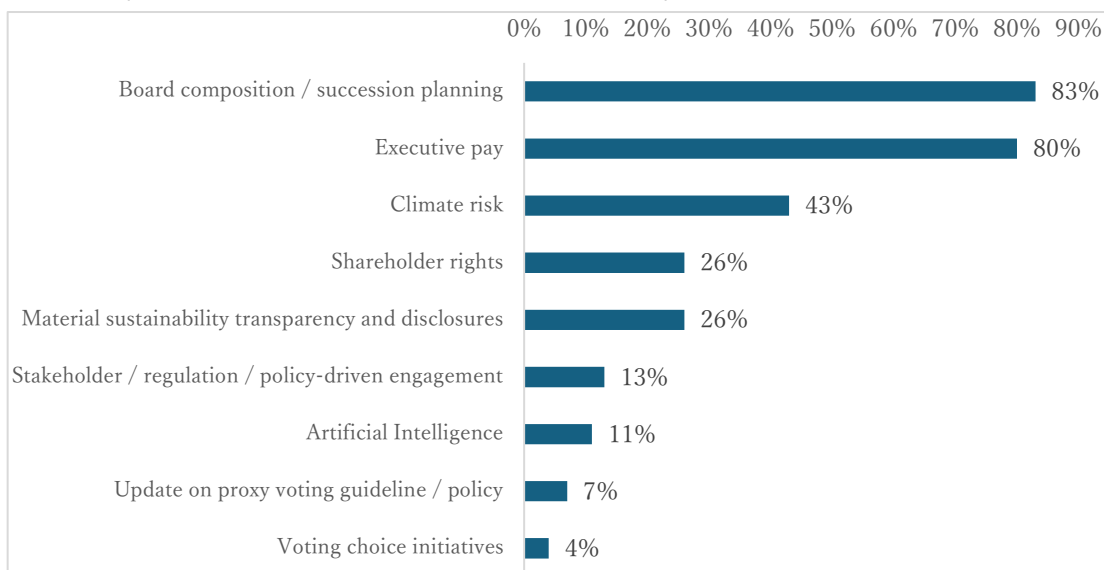 0% 10% 20% 30% 40% 50% 60% 70% 80% 90%
Board composition / succession planning 83%
Executive pay 80%
Climate risk 43%
Shareholder rights 26%
Material sustainability transparency and disclosures 26%
Stakeholder / regulation / policy-driven engagement 13%
Artificial Intelligence 11%
Update on proxy voting guideline / policy 7%
Voting choice initiatives 4%